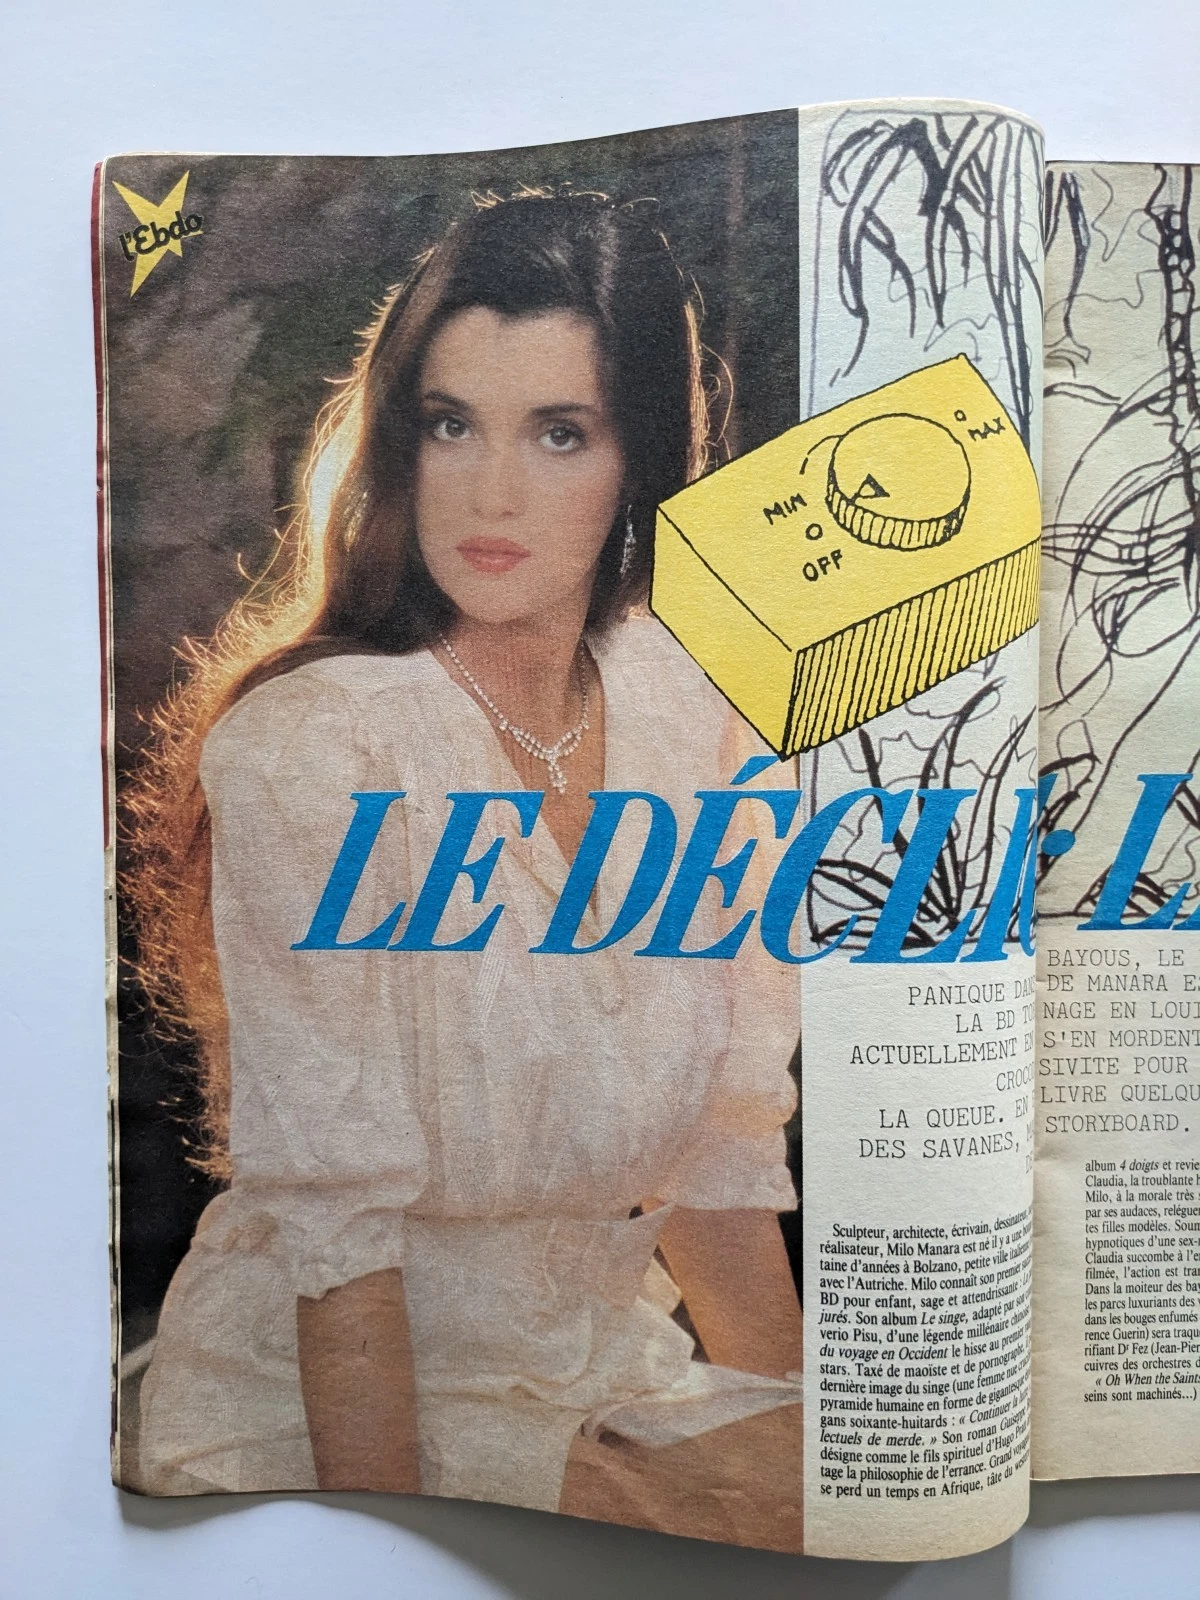 l'Ebdo
MAX
MIN
OFF
LE DÉCLIC L
PANIQUE DANS
LA BD
ACTUELLEMENT EN
LA QUEUE. EN
DES SAVANES,
BAYOUS, LE
DE MANARA
NAGE EN LOUI
S'EN MORDENT
SIVITE POUR
LIVRE QUELQU
STORYBOARD.
Sculpteur, architecte, écrivain, dessinateur,
réalisateur, Milo Manara est né il y a une
taine d'années à Bolzano, petite ville italienne
avec l'Autriche. Milo connaît son premier
BD pour enfant, sage et attendrissante :
jurés. Son album Le singe, adapté par son
verio Pisu, d'une légende millénaire chinoise
du voyage en Occident le hisse au premier
stars. Taxé de maoïste et de pornographe,
dernière image du singe (une femme nue
pyramide humaine en forme de gigantesque
gans soixante-huitards : « Continuer la lutte
lectuels de merde. » Son roman Giuseppe
désigne comme le fils spirituel d'Hugo Pratt
tage la philosophie de l'errance. Grand
se perd un temps en Afrique, tâte du
album 4 doigts et revie
Claudia, la troublante h
Milo, à la morale très
par ses audaces, relégue
tes filles modèles. Soum
hypnotiques d'une sex-
Claudia succombe à l'e
filmée, l'action est tra
Dans la moiteur des bay
les parcs luxuriants des
dans les bouges enfumés
rence Guerin) sera traqu
rifiant Dr Fez (Jean-Pier
cuivres des orchestres d
« Oh When the Saints
seins sont machinés...)